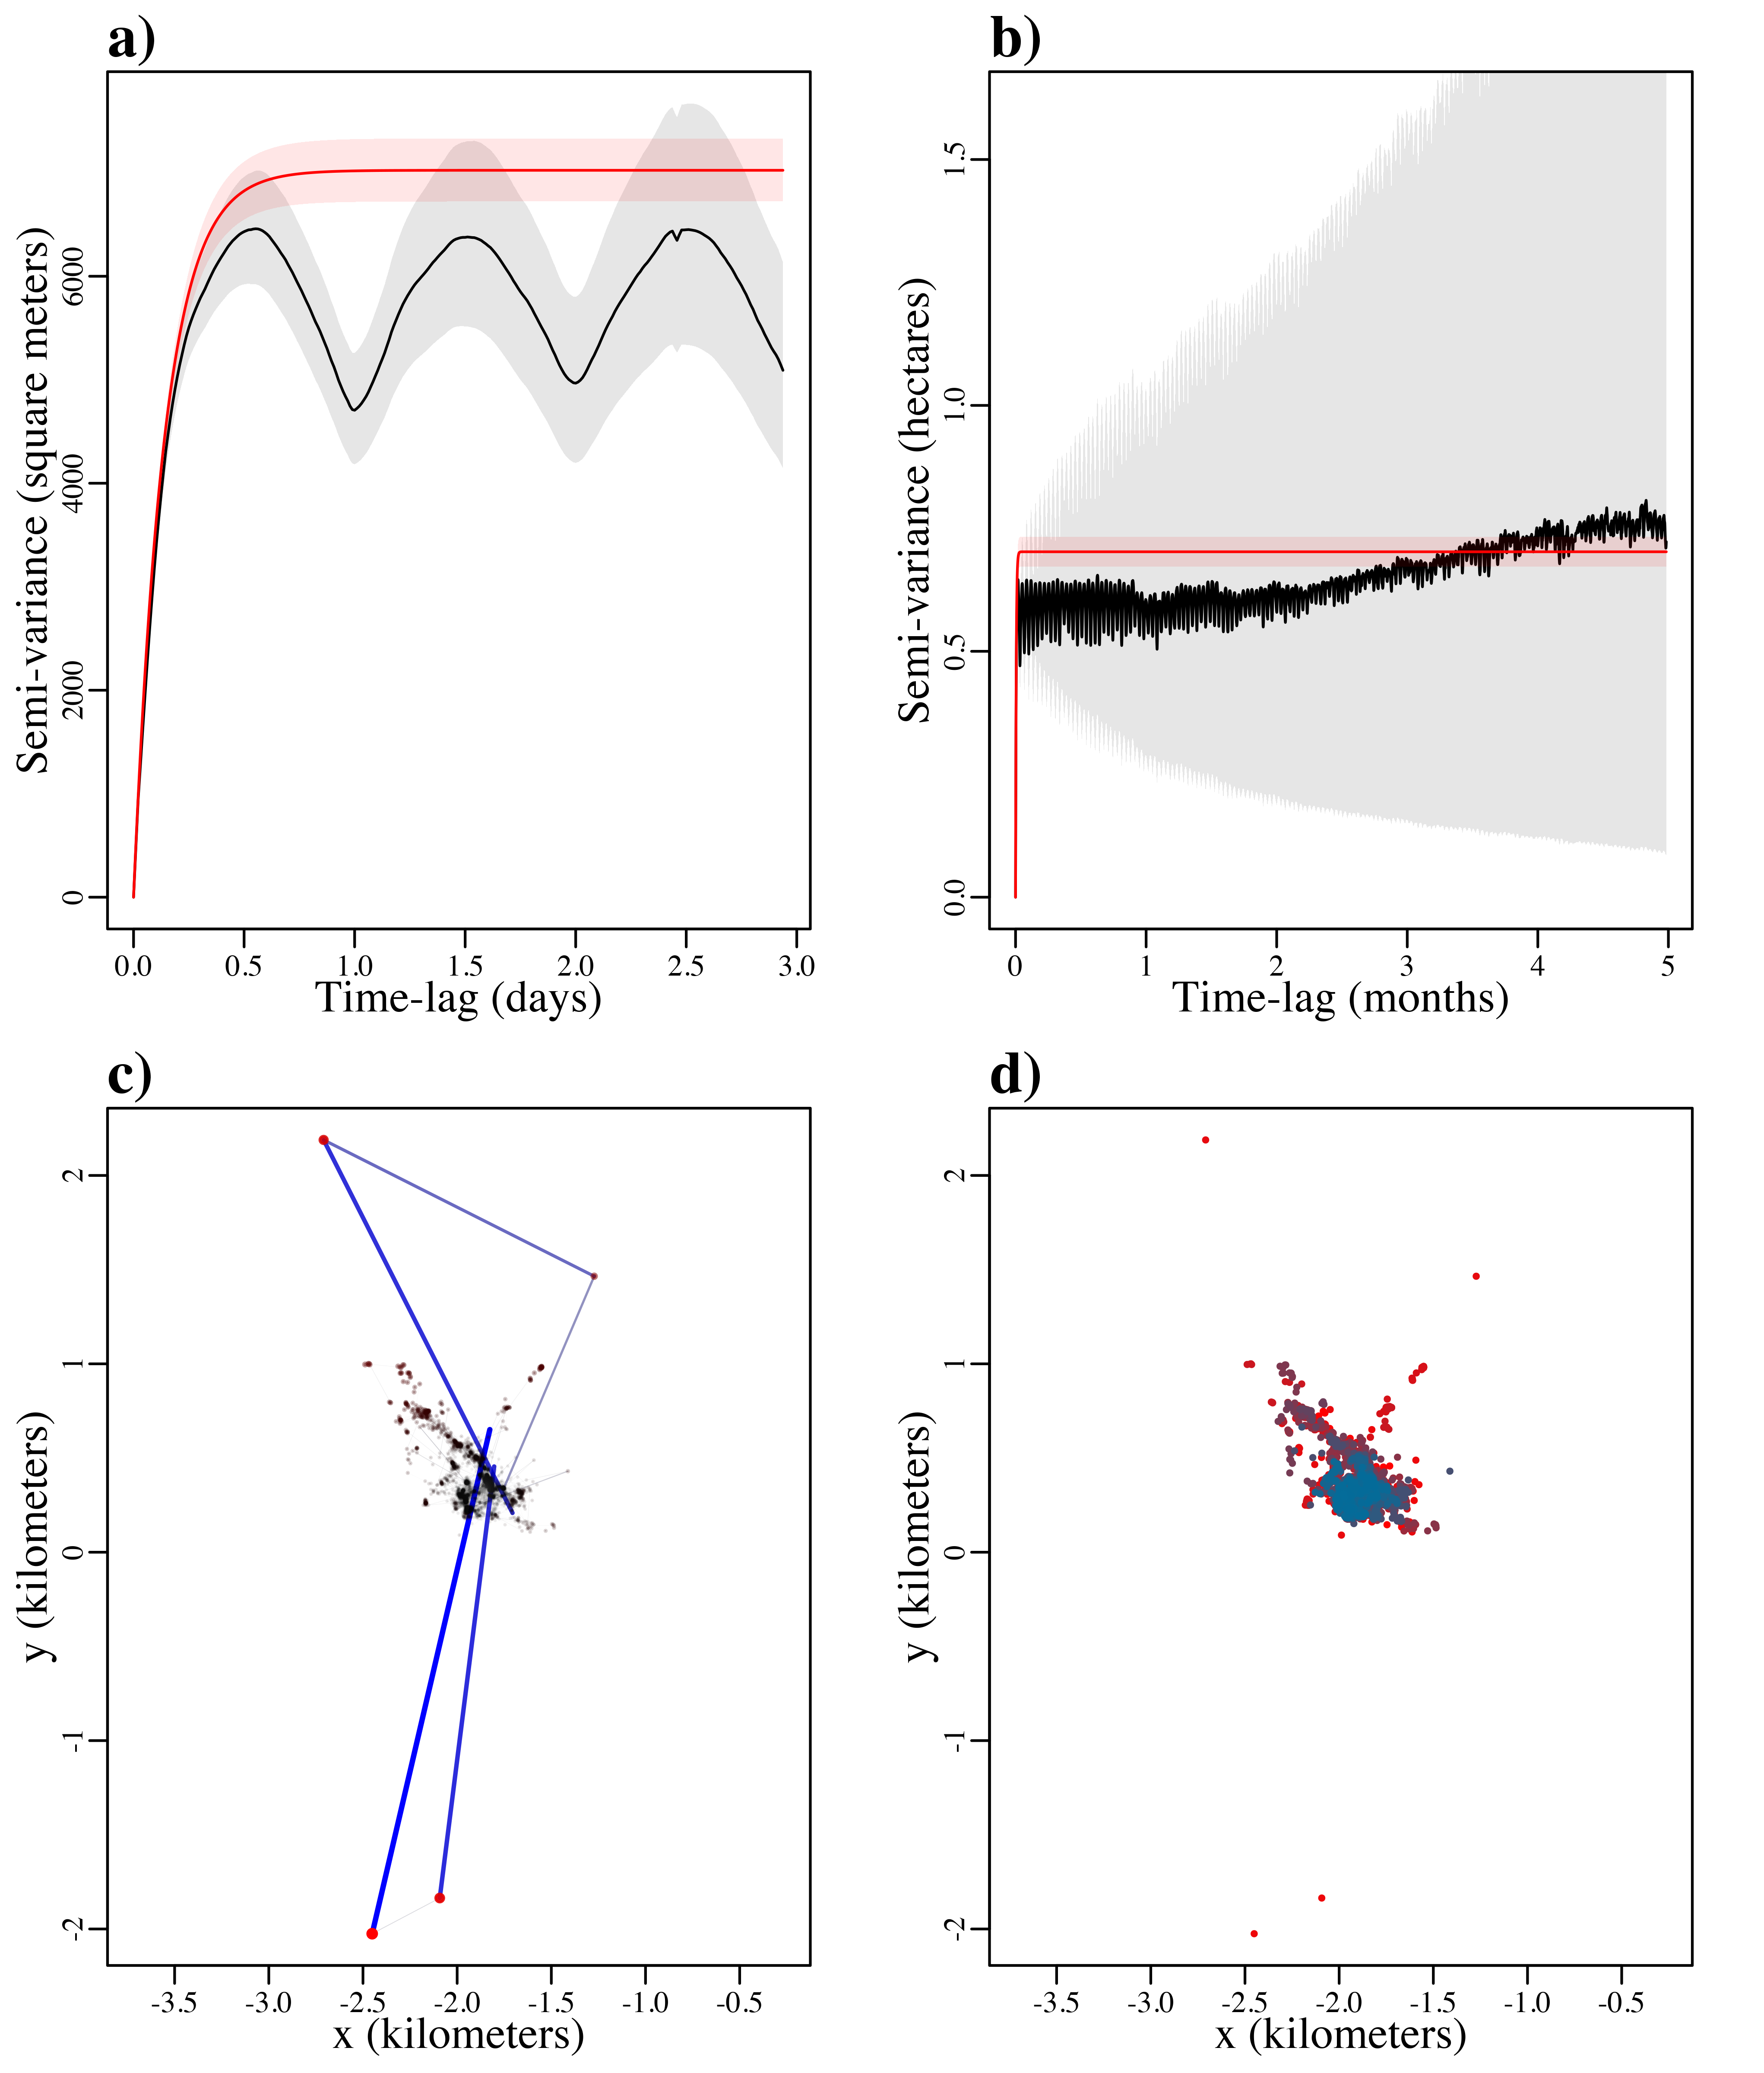 a)
Semi-variance (square meters)
0 2000 4000 6000
0.0 0.5 1.0 1.5 2.0 2.5 3.0
Time-lag (days)
b)
Semi-variance (hectares)
0.0 0.5 1.0 1.5
0 1 2 3 4 5
Time-lag (months)
c)
y (kilometers)
-2 -1 0 1 2
-3.5 -3.0 -2.5 -2.0 -1.5 -1.0 -0.5
x (kilometers)
d)
y (kilometers)
-2 -1 0 1 2
-3.5 -3.0 -2.5 -2.0 -1.5 -1.0 -0.5
x (kilometers)